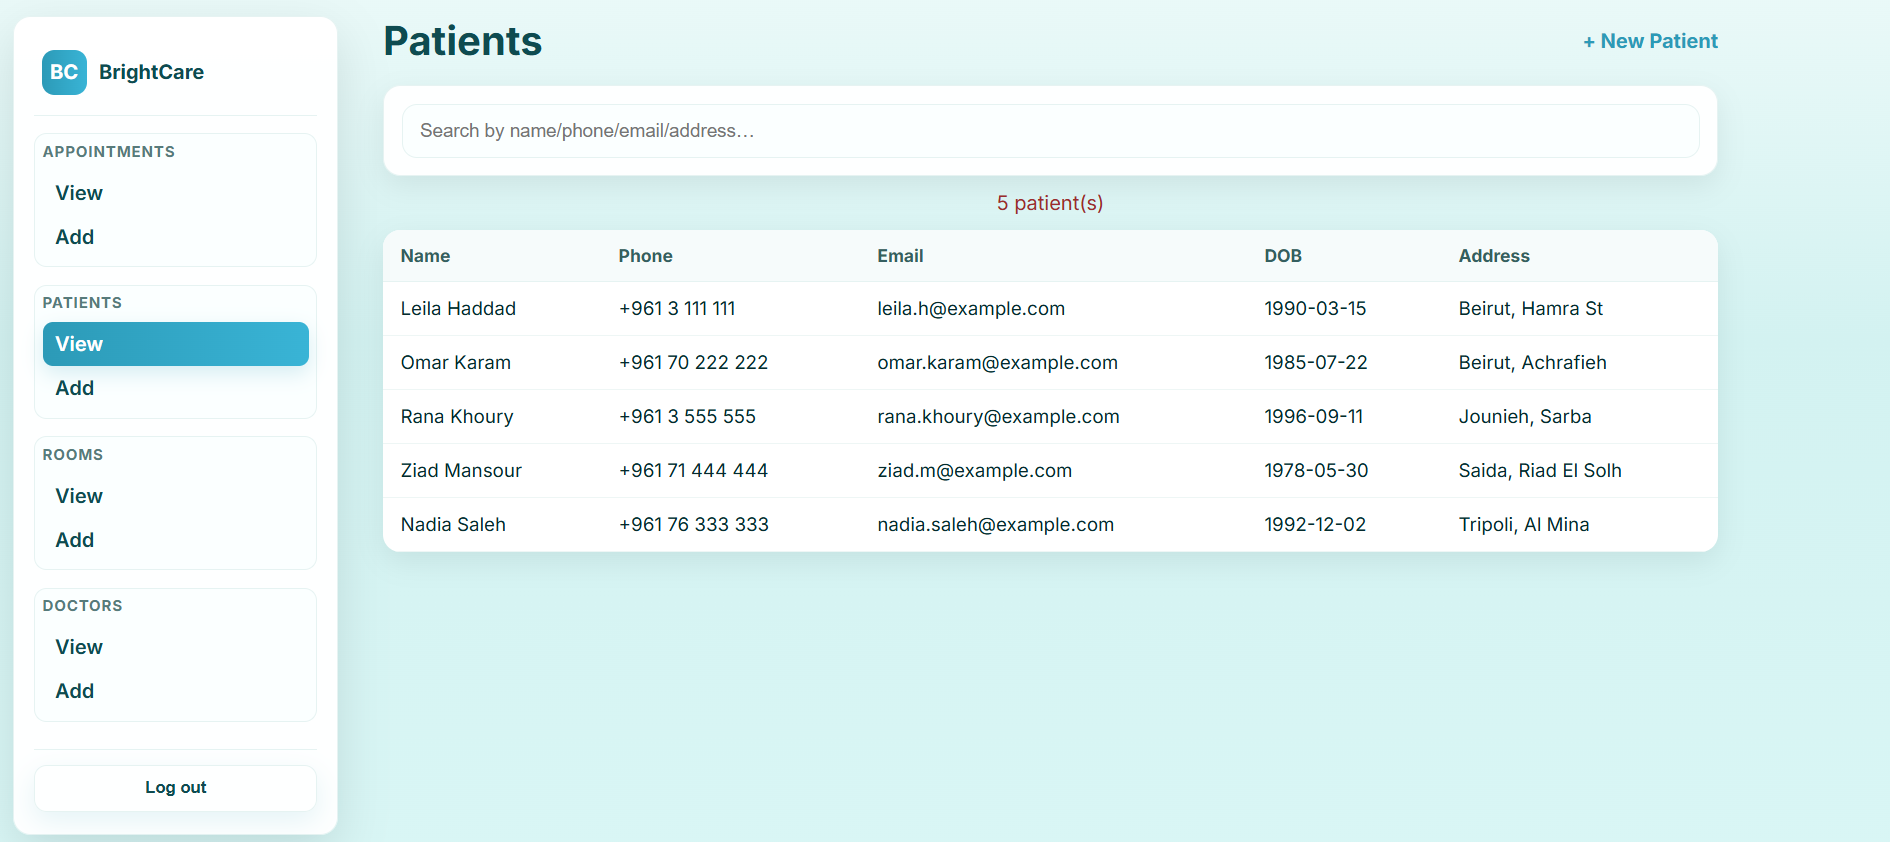 BC BrightCare
APPOINTMENTS
View
Add
PATIENTS
View
Add
ROOMS
View
Add
DOCTORS
View
Add
Log out
Patients
+ New Patient
Search by name/phone/email/address…
5 patient(s)
Name Phone Email DOB Address
Leila Haddad +961 3 111 111 leila.h@example.com 1990-03-15 Beirut, Hamra St
Omar Karam +961 70 222 222 omar.karam@example.com 1985-07-22 Beirut, Achrafieh
Rana Khoury +961 3 555 555 rana.khoury@example.com 1996-09-11 Jounieh, Sarba
Ziad Mansour +961 71 444 444 ziad.m@example.com 1978-05-30 Saida, Riad El Solh
Nadia Saleh +961 76 333 333 nadia.saleh@example.com 1992-12-02 Tripoli, Al Mina